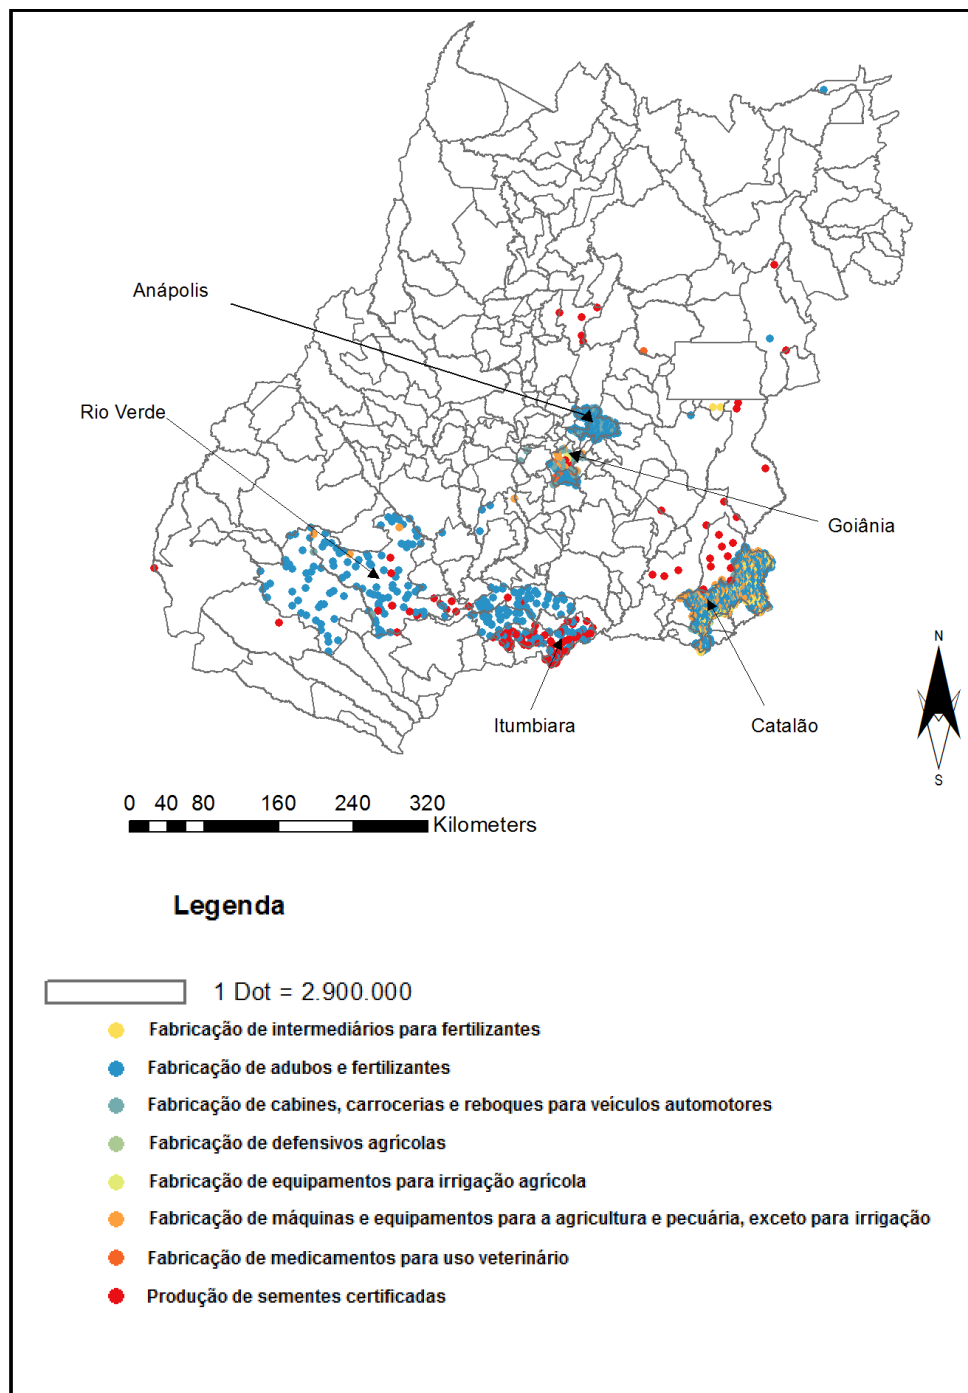 Anápolis
Rio Verde
Goiânia
Itumbiara
Catalão
N
S
0 40 80 160 240 320
Kilometers
Legenda
1 Dot = 2.900.000
Fabricação de intermediários para fertilizantes
Fabricação de adubos e fertilizantes
Fabricação de cabines, carrocerias e reboques para veículos automotores
Fabricação de defensivos agrícolas
Fabricação de equipamentos para irrigação agrícola
Fabricação de máquinas e equipamentos para a agricultura e pecuária, exceto para irrigação
Fabricação de medicamentos para uso veterinário
Produção de sementes certificadas